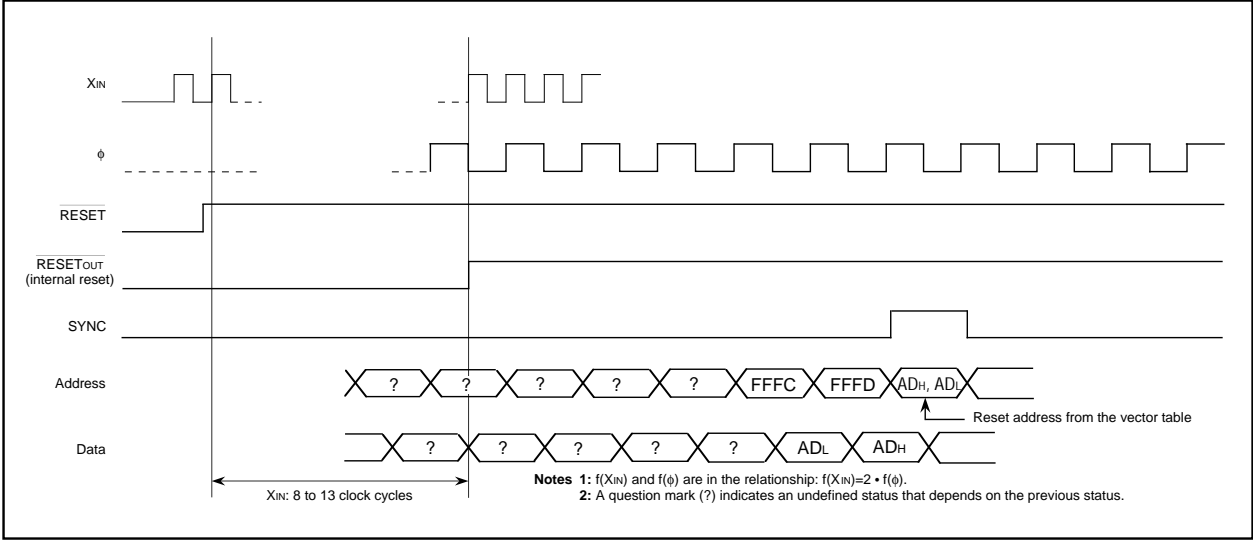 XIN
ϕ
RESET
RESETOUT
(internal reset)
SYNC
Address
? ? ? ? ? FFFC FFFD ADH, ADL
Reset address from the vector table
Data
? ? ? ? ? ADL ADH
XIN: 8 to 13 clock cycles
Notes 1: f(XIN) and f(ϕ) are in the relationship: f(XIN)=2 • f(ϕ).
2: A question mark (?) indicates an undefined status that depends on the previous status.